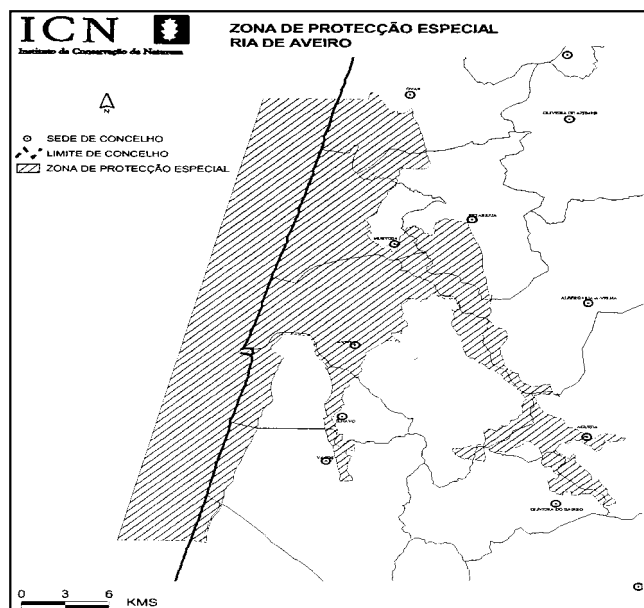 ICN
Instituto da Conservação da Natureza
ZONA DE PROTECÇÃO ESPECIAL
RIA DE AVEIRO
N
SEDE DE CONCELHO
LIMITE DE CONCELHO
ZONA DE PROTECÇÃO ESPECIAL
OVAR
OLIVEIRA DE AZEMEIS
ESTARREJA
MURTOSA
ALBERGARIA-A-VELHA
AVEIRO
ILHAVO
AGUEDA
VAGOS
OLIVEIRA DO BAIRRO
0 3 6 KMS